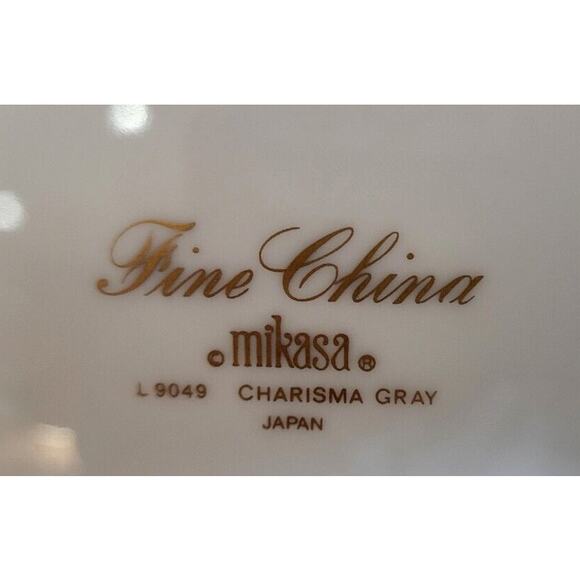 Fine China
© mikasa ®
L 9049 CHARISMA GRAY
JAPAN